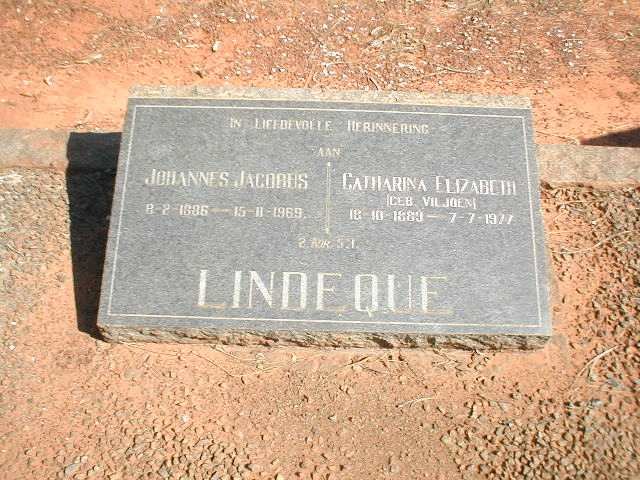 IN LIEFDEVOLLE HERINNERING
AAN
JOHANNES JACOBUS
8-2-1886 — 15-11-1969.
CATHARINA ELIZABETH
(GEB. VILJOEN)
18-10-1889 — 7-7-1977
2 KOR. 5:1.
LINDEQUE